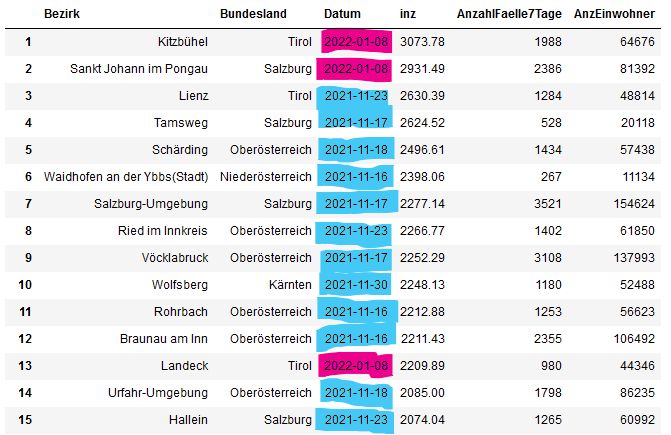 Bezirk Bundesland Datum inz AnzahlFaelle7Tage AnzEinwohner
1 Kitzbühel Tirol 2022-01-08 3073.78 1988 64676
2 Sankt Johann im Pongau Salzburg 2022-01-08 2931.49 2386 81392
3 Lienz Tirol 2021-11-23 2630.39 1284 48814
4 Tamsweg Salzburg 2021-11-17 2624.52 528 20118
5 Schärding Oberösterreich 2021-11-18 2496.61 1434 57438
6 Waidhofen an der Ybbs(Stadt) Niederösterreich 2021-11-16 2398.06 267 11134
7 Salzburg-Umgebung Salzburg 2021-11-17 2277.14 3521 154624
8 Ried im Innkreis Oberösterreich 2021-11-23 2266.77 1402 61850
9 Vöcklabruck Oberösterreich 2021-11-17 2252.29 3108 137993
10 Wolfsberg Kärnten 2021-11-30 2248.13 1180 52488
11 Rohrbach Oberösterreich 2021-11-16 2212.88 1253 56623
12 Braunau am Inn Oberösterreich 2021-11-16 2211.43 2355 106492
13 Landeck Tirol 2022-01-08 2209.89 980 44346
14 Urfahr-Umgebung Oberösterreich 2021-11-18 2085.00 1798 86235
15 Hallein Salzburg 2021-11-23 2074.04 1265 60992